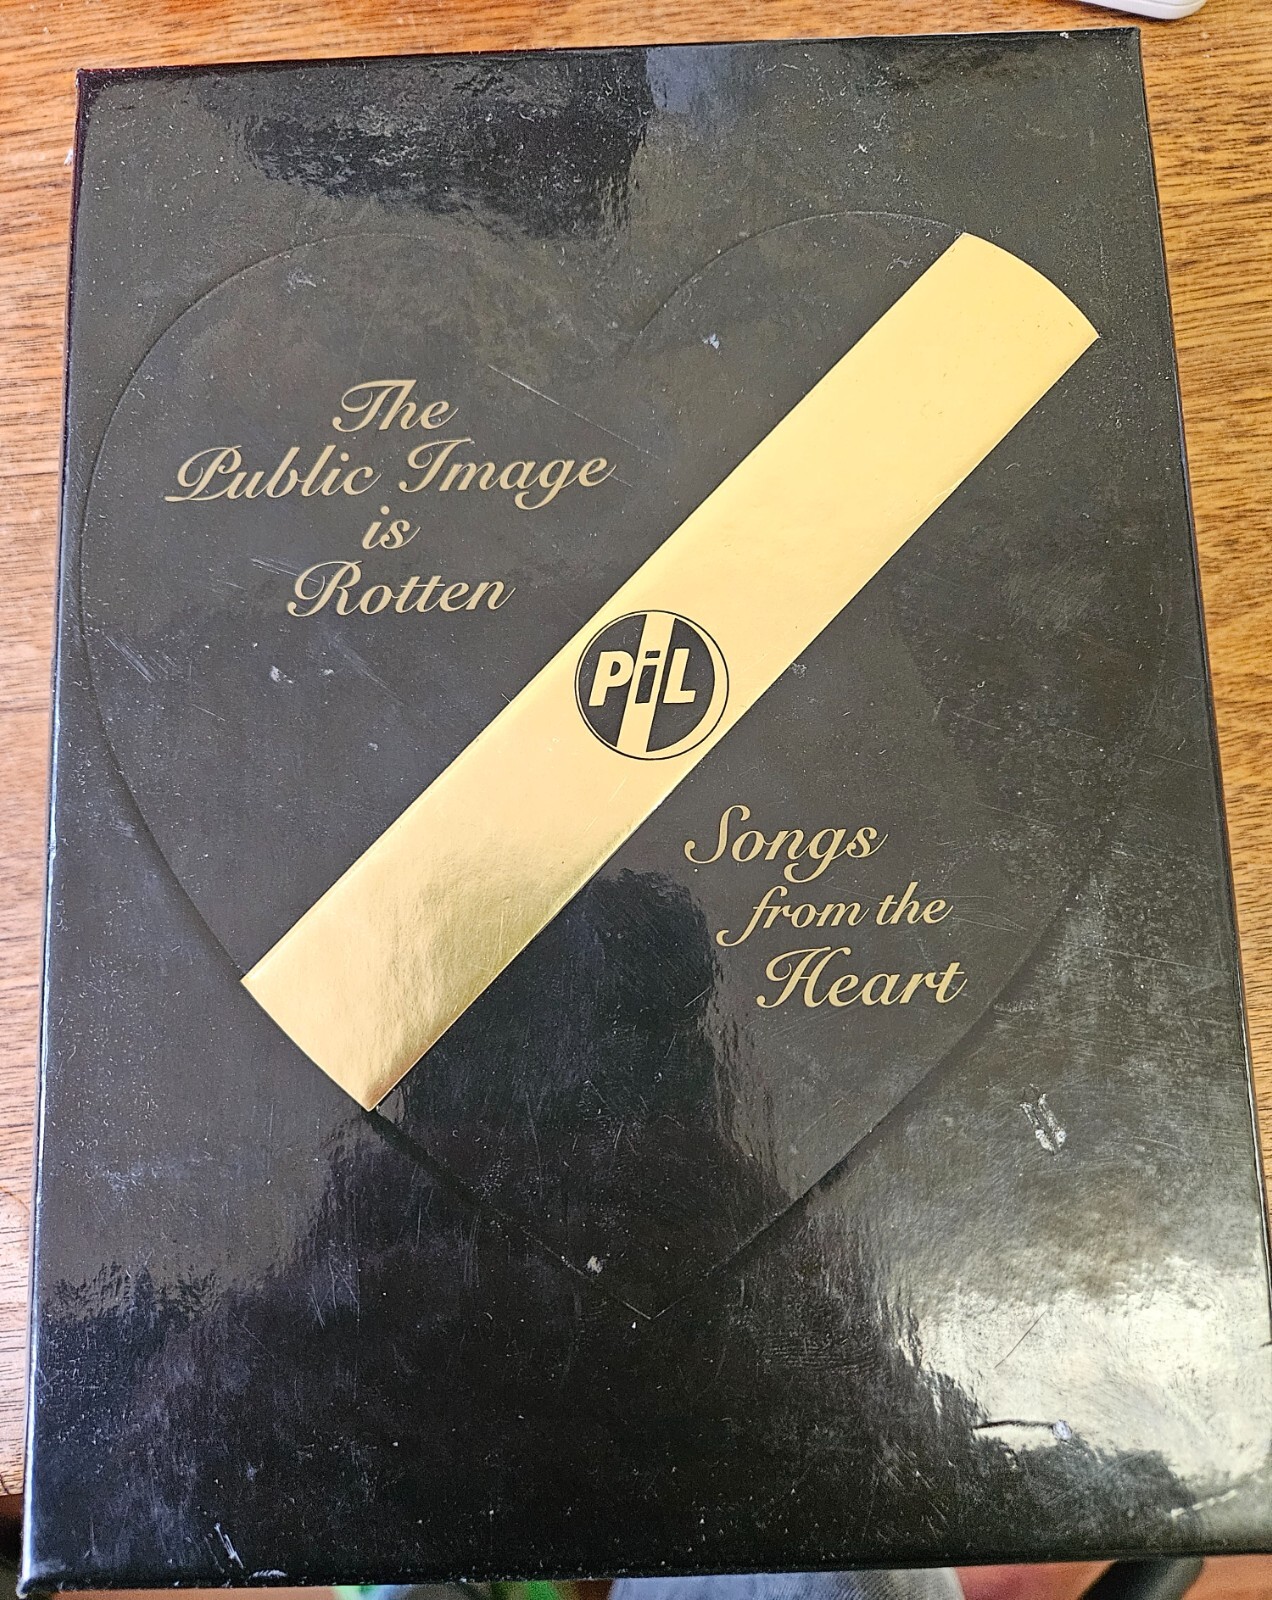 The
Public Image
is
Rotten
PiL
Songs
from the
Heart